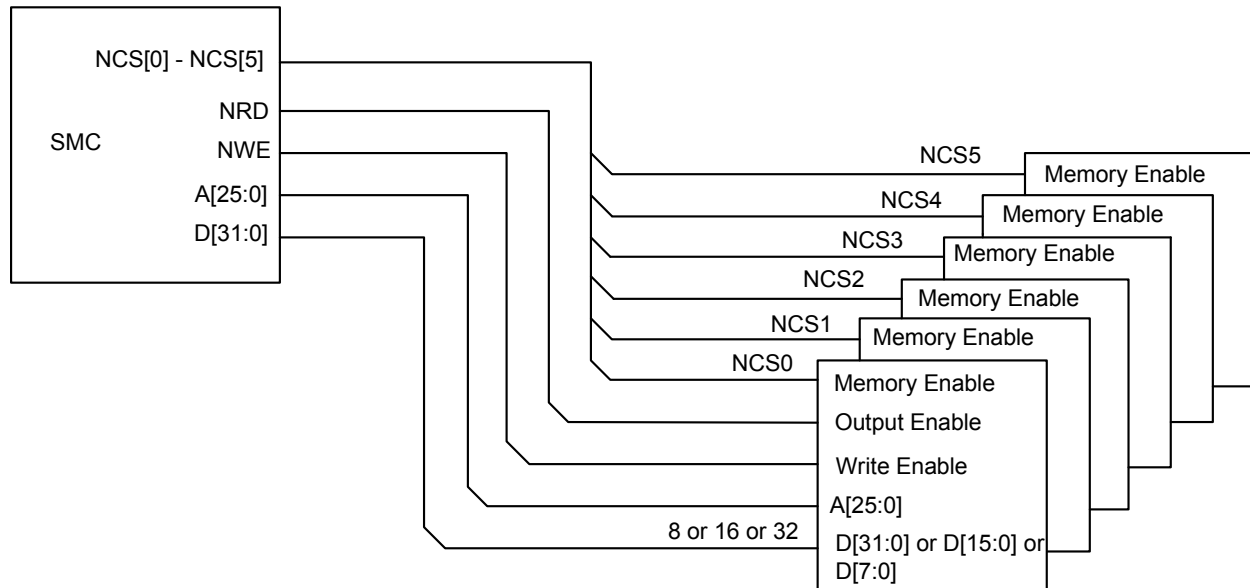 NCS[0] - NCS[5]
NRD
SMC
NWE
A[25:0]
D[31:0]
NCS5
Memory Enable
NCS4
Memory Enable
NCS3
Memory Enable
NCS2
Memory Enable
NCS1
Memory Enable
NCS0
Memory Enable
Output Enable
Write Enable
A[25:0]
8 or 16 or 32
D[31:0] or D[15:0] or
D[7:0]